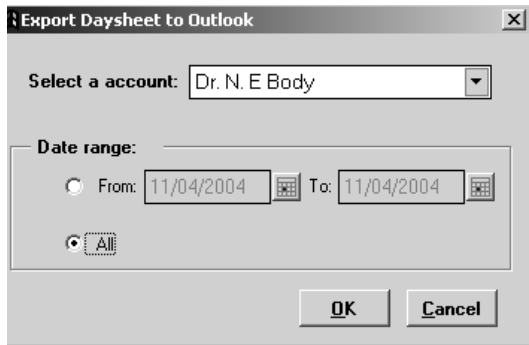 Export Daysheet to Outlook
Select a account: Dr. N. E Body
Date range:
From: 11/04/2004 To: 11/04/2004
All
OK Cancel